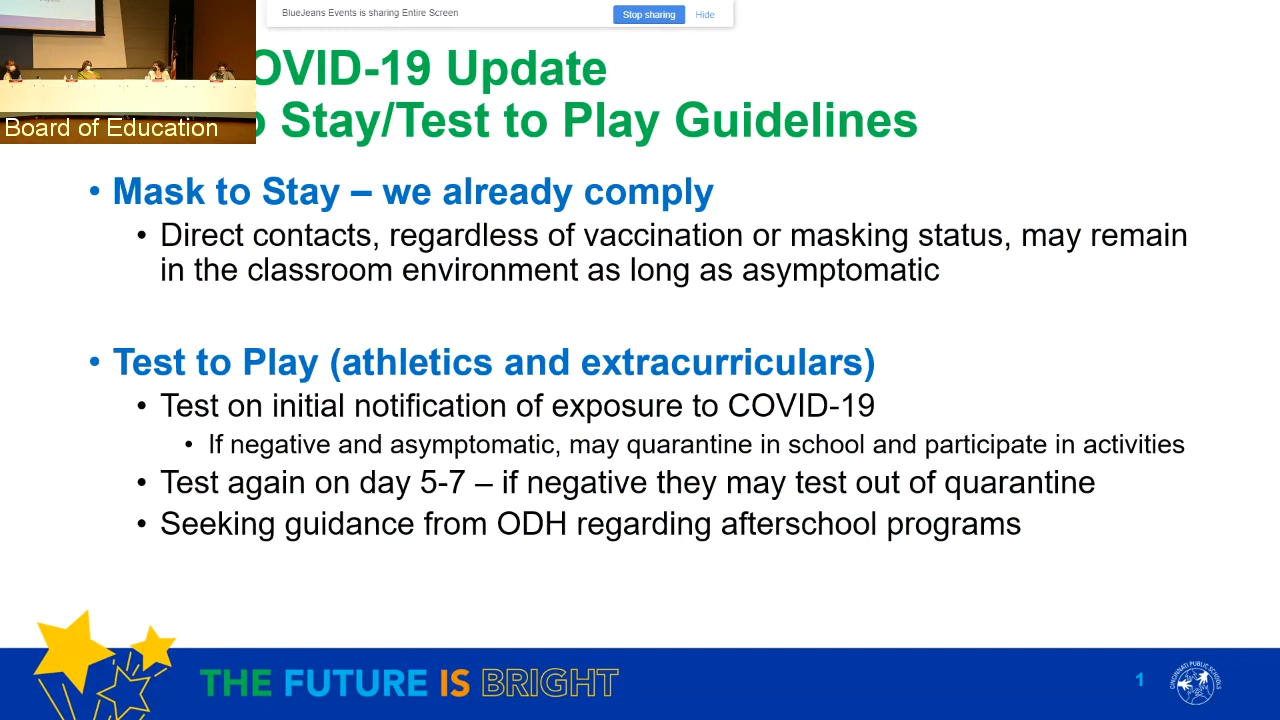 BlueJeans Events is sharing Entire Screen
Stop sharing
Hide
Board of Education
OVID-19 Update
Stay/Test to Play Guidelines
• Mask to Stay – we already comply
• Direct contacts, regardless of vaccination or masking status, may remain
in the classroom environment as long as asymptomatic
• Test to Play (athletics and extracurriculars)
• Test on initial notification of exposure to COVID-19
• If negative and asymptomatic, may quarantine in school and participate in activities
• Test again on day 5-7 – if negative they may test out of quarantine
• Seeking guidance from ODH regarding afterschool programs
THE FUTURE IS BRIGHT
1
CINCINNATI PUBLIC SCHOOLS